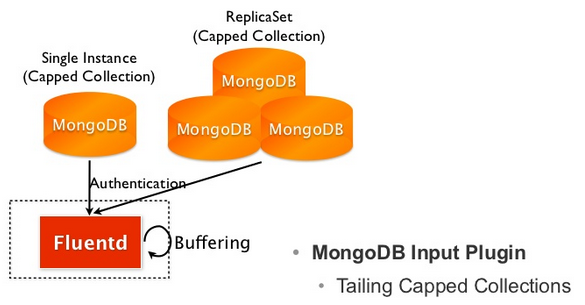 ReplicaSet
(Capped Collection)
Single Instance
(Capped Collection)
MongoDB
MongoDB
MongoDB
MongoDB
Authentication
Fluentd
Buffering
• MongoDB Input Plugin
• Tailing Capped Collections